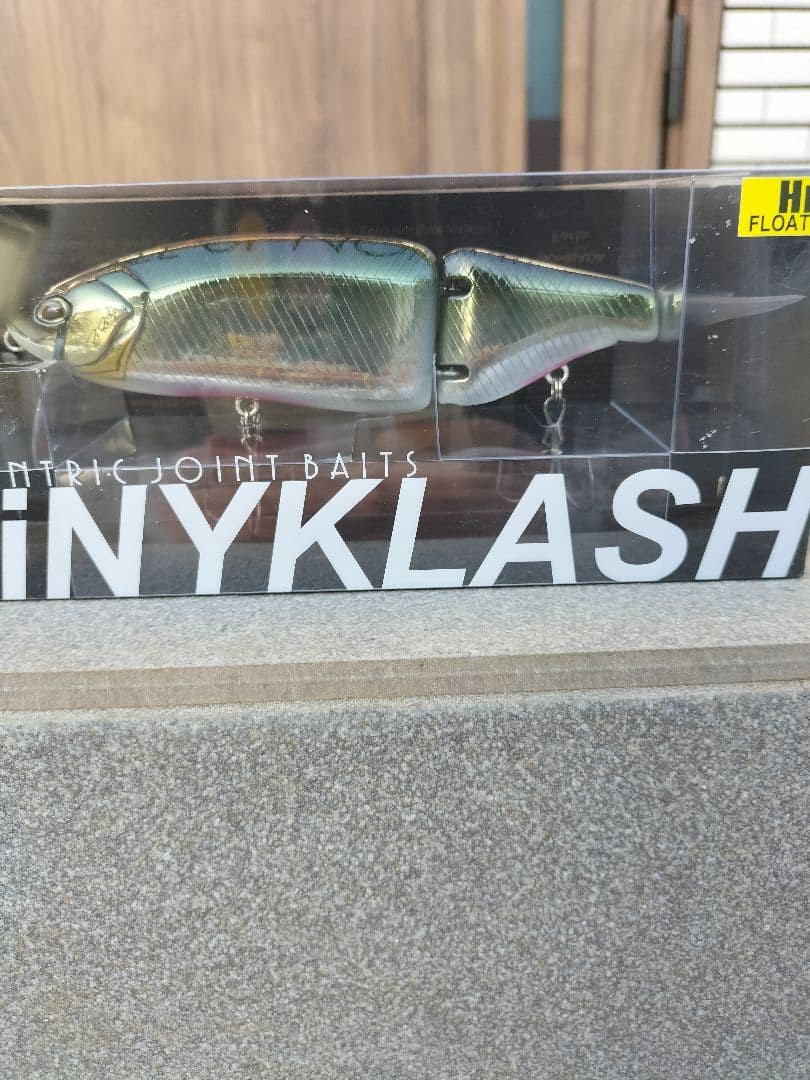 HI
FLOAT
NTRIC JOINT BAITS
iNYKLASH